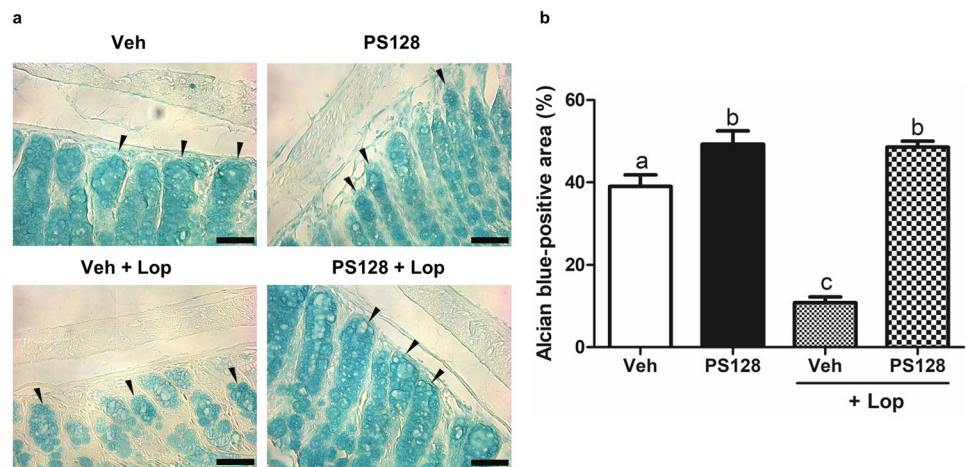 a
Veh
PS128
Veh + Lop
PS128 + Lop
b
Alcian blue-positive area (%)
60
40
20
0
a
b
c
b
Veh
PS128
Veh
PS128
+ Lop